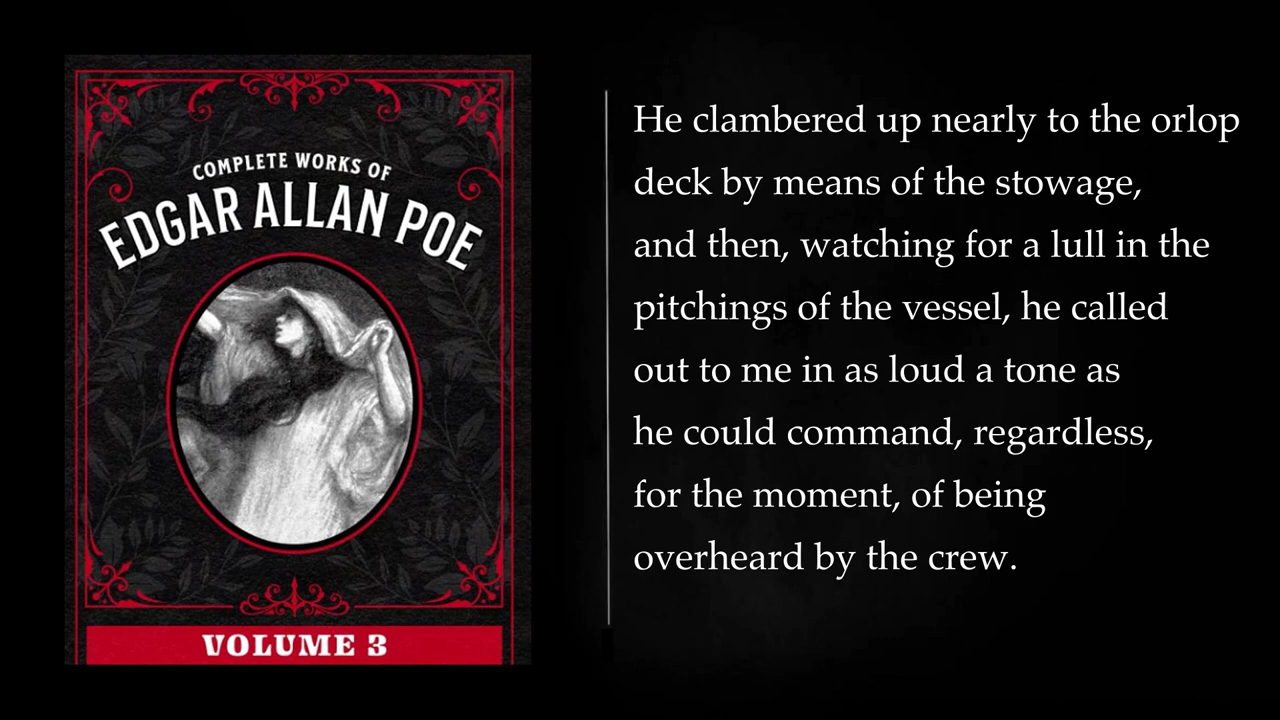 COMPLETE WORKS OF
EDGAR ALLAN POE
VOLUME 3
He clambered up nearly to the orlop
deck by means of the stowage,
and then, watching for a lull in the
pitchings of the vessel, he called
out to me in as loud a tone as
he could command, regardless,
for the moment, of being
overheard by the crew.